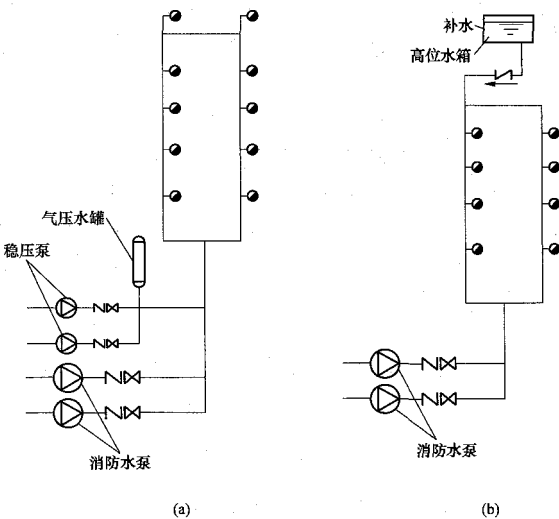 补水
高位水箱
气压水罐
稳压泵
消防水泵
消防水泵
(a)
(b)